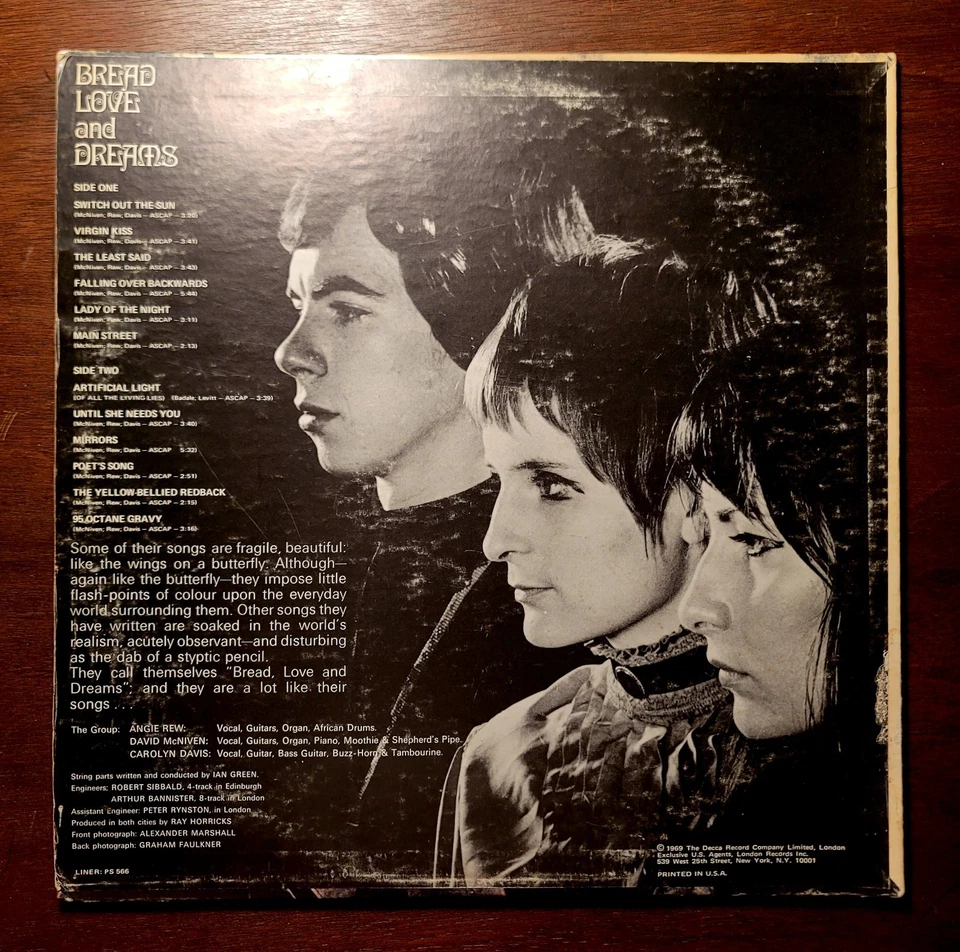 BREAD
LOVE
and
DREAMS
SIDE ONE
SWITCH OUT THE SUN
(McNiven; Rew; Davis – ASCAP – 3:20)
VIRGIN KISS
(McNiven; Rew; Davis – ASCAP – 3:41)
THE LEAST SAID
(McNiven; Rew; Davis – ASCAP – 3:43)
FALLING OVER BACKWARDS
(McNiven; Rew; Davis – ASCAP – 5:44)
LADY OF THE NIGHT
(McNiven; Rew; Davis – ASCAP – 3:11)
MAIN STREET
(McNiven; Rew; Davis – ASCAP – 2:13)
SIDE TWO
ARTIFICIAL LIGHT
(OF ALL THE LIVING LIES) (Badale; Levitt – ASCAP – 3:39)
UNTIL SHE NEEDS YOU
(McNiven; Rew; Davis – ASCAP – 3:40)
MIRRORS
(McNiven; Rew; Davis – ASCAP 5:32)
POET'S SONG
(McNiven; Rew; Davis – ASCAP – 2:51)
THE YELLOW-BELLIED REDBACK
(McNiven; Rew; Davis – ASCAP – 2:15)
95 OCTANE GRAVY
(McNiven; Rew; Davis – ASCAP – 3:16)
Some of their songs are fragile, beautiful:
like the wings on a butterfly. Although—
again like the butterfly—they impose little
flash-points of colour upon the everyday
world surrounding them. Other songs they
have written are soaked in the world's
realism, acutely observant—and disturbing
as the dab of a styptic pencil.
They call themselves "Bread, Love and
Dreams"; and they are a lot like their
songs . . .
The Group: ANGIE REW: Vocal, Guitars, Organ, African Drums.
DAVID McNIVEN: Vocal, Guitars, Organ, Piano, Moothie & Shepherd's Pipe.
CAROLYN DAVIS: Vocal, Guitar, Bass Guitar, Buzz-Horn & Tambourine.
String parts written and conducted by IAN GREEN.
Engineers: ROBERT SIBBALD, 4-track in Edinburgh
ARTHUR BANNISTER, 8-track in London
Assistant Engineer: PETER RYNSTON, in London
Produced in both cities by RAY HORRICKS
Front photograph: ALEXANDER MARSHALL
Back photograph: GRAHAM FAULKNER
LINER: PS 566
© 1969 The Decca Record Company Limited, London
Exclusive U.S. Agents, London Records Inc.
539 West 25th Street, New York, N.Y. 10001
PRINTED IN U.S.A.